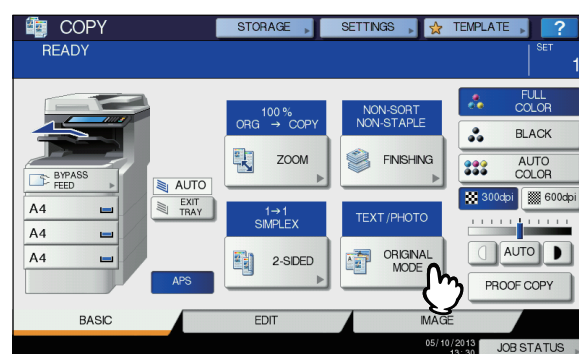 COPY
STORAGE
SETTINGS
TEMPLATE
?
READY
SET
1
100 %
ORG → COPY
ZOOM
NON-SORT
NON-STAPLE
FINISHING
FULL
COLOR
BLACK
AUTO
COLOR
300dpi
600dpi
BYPASS
FEED
A4
A4
A4
AUTO
EXIT
TRAY
APS
1→1
SIMPLEX
2-SIDED
TEXT/PHOTO
ORIGINAL
MODE
AUTO
PROOF COPY
BASIC
EDIT
IMAGE
05/10/2013
13:30
JOB STATUS